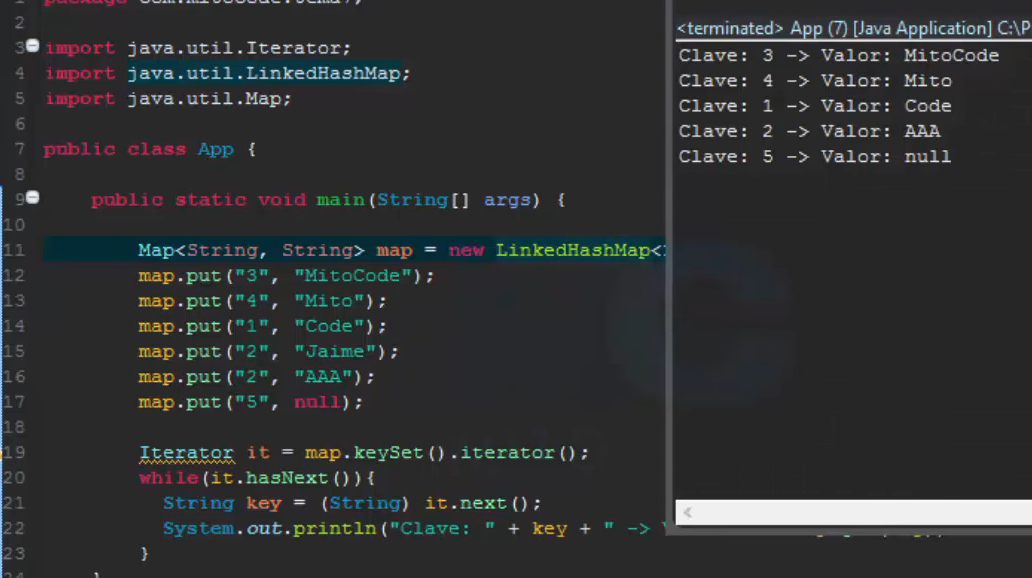 2
3 import java.util.Iterator;
4 import java.util.LinkedHashMap;
5 import java.util.Map;
6
7 public class App {
8
9 public static void main(String[] args) {
10
11 Map<String, String> map = new LinkedHashMap<
12 map.put("3", "MitoCode");
13 map.put("4", "Mito");
14 map.put("1", "Code");
15 map.put("2", "Jaime");
16 map.put("2", "AAA");
17 map.put("5", null);
18
19 Iterator it = map.keySet().iterator();
20 while(it.hasNext()){
21 String key = (String) it.next();
22 System.out.println("Clave: " + key + " ->
23 }
<terminated> App (7) [Java Application] C:\P
Clave: 3 -> Valor: MitoCode
Clave: 4 -> Valor: Mito
Clave: 1 -> Valor: Code
Clave: 2 -> Valor: AAA
Clave: 5 -> Valor: null